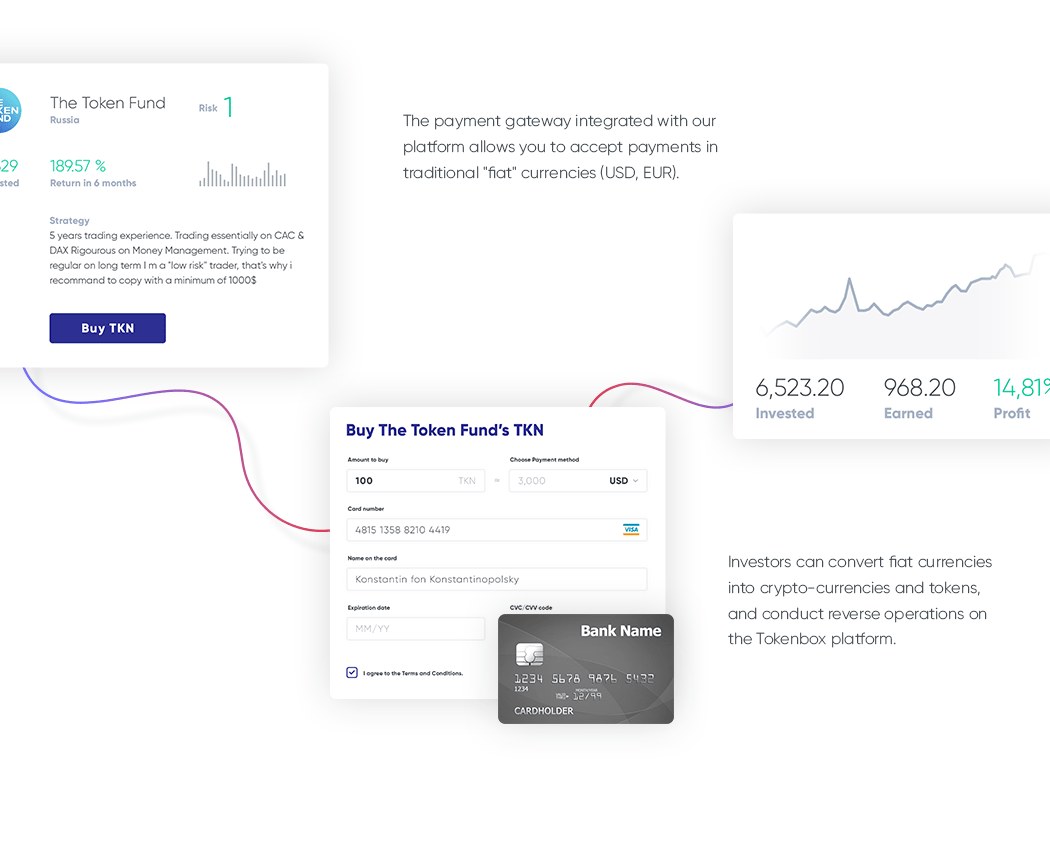 The Token Fund
Russia
Risk 1
189.57 %
Return in 6 months
Strategy
5 years trading experience. Trading essentially on CAC &
DAX Rigourous on Money Management. Trying to be
regular on long term I m a "low risk" trader, that's why i
recommand to copy with a minimum of 1000$
Buy TKN
The payment gateway integrated with our
platform allows you to accept payments in
traditional "fiat" currencies (USD, EUR).
6,523.20
Invested
968.20
Earned
14,81%
Profit
Buy The Token Fund's TKN
Amount to buy
100 TKN
≈
Choose Payment method
3,000 USD
Card number
4815 1358 8210 4419 VISA
Name on the card
Konstantin fon Konstantinopolsky
Expiration date
MM/YY
CVC/CVV code
I agree to the Terms and Conditions.
Bank Name
1234 5678 9876 5432
1234
12/99
CARDHOLDER
Investors can convert fiat currencies
into crypto-currencies and tokens,
and conduct reverse operations on
the Tokenbox platform.